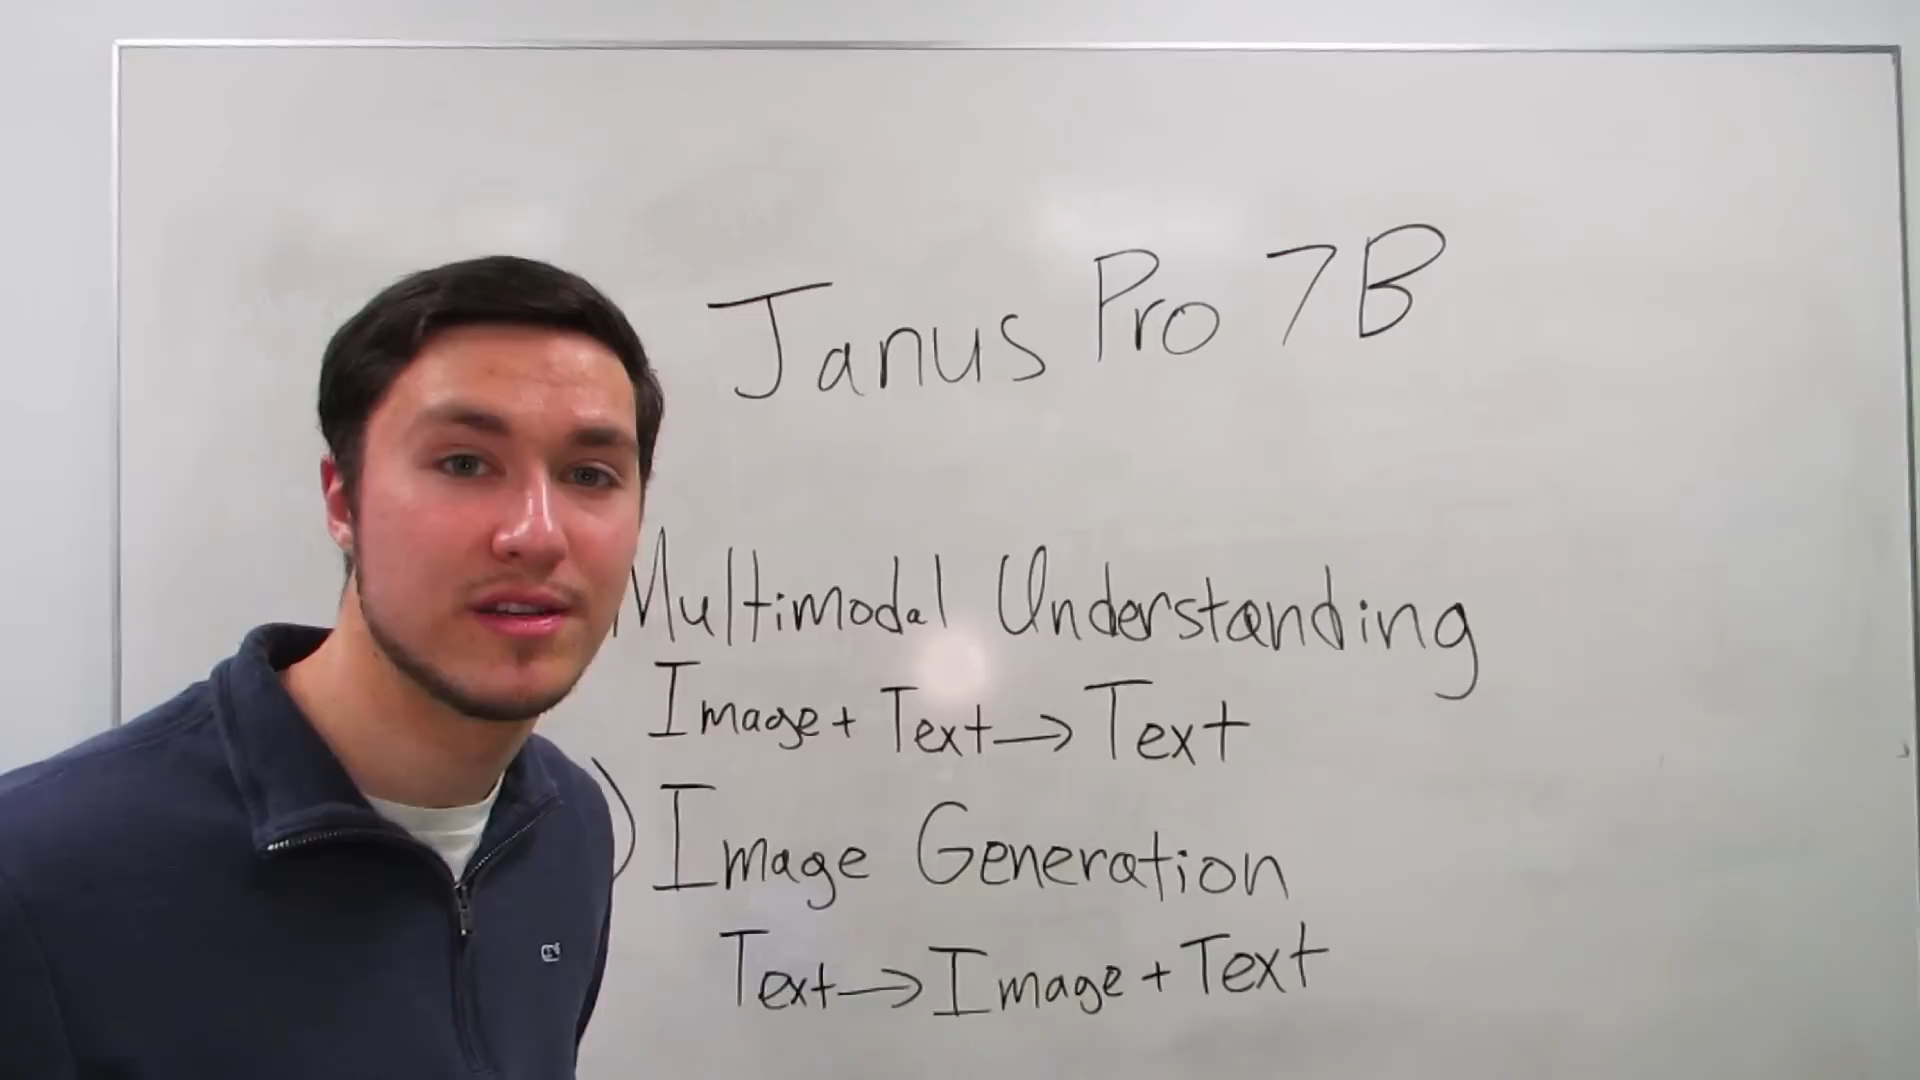 Janus Pro 7B
Multimodal Understanding
Image + Text → Text
) Image Generation
Text → Image + Text